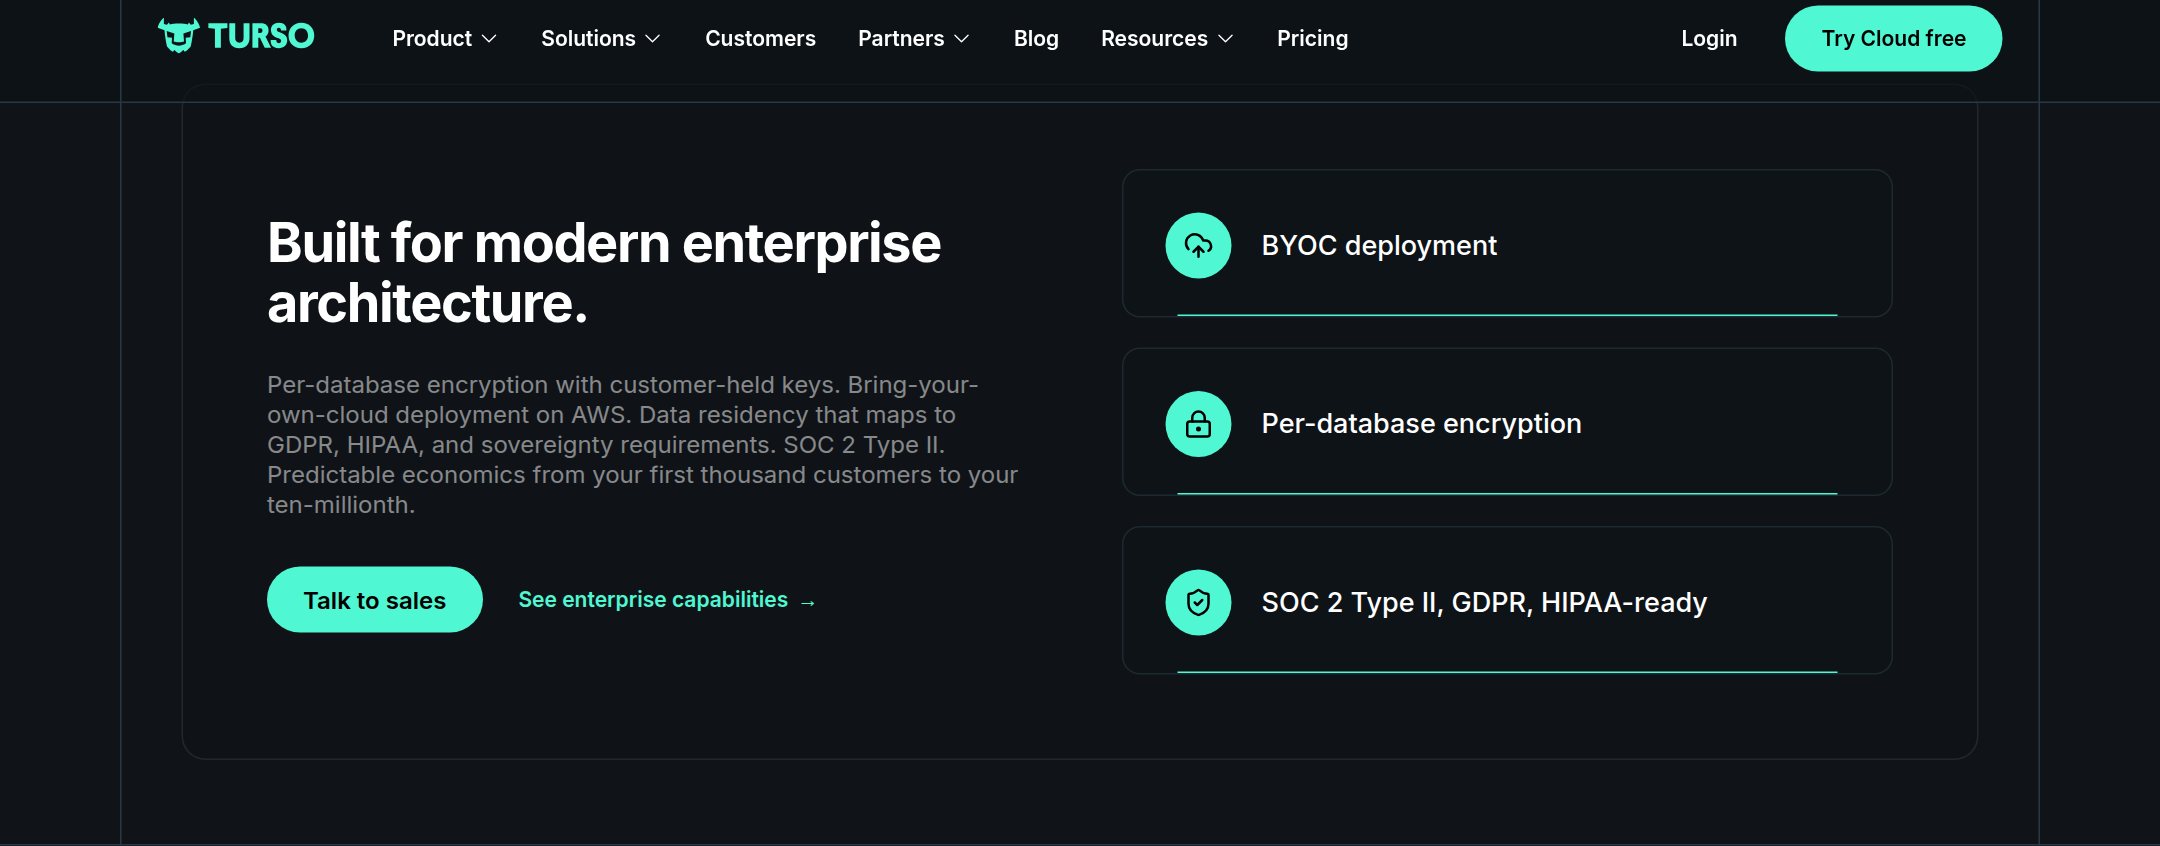 TURSO Product Solutions Customers Partners Blog Resources Pricing Login Try Cloud free
Built for modern enterprise
architecture.
Per-database encryption with customer-held keys. Bring-your-
own-cloud deployment on AWS. Data residency that maps to
GDPR, HIPAA, and sovereignty requirements. SOC 2 Type II.
Predictable economics from your first thousand customers to your
ten-millionth.
Talk to sales See enterprise capabilities →
BYOC deployment
Per-database encryption
SOC 2 Type II, GDPR, HIPAA-ready